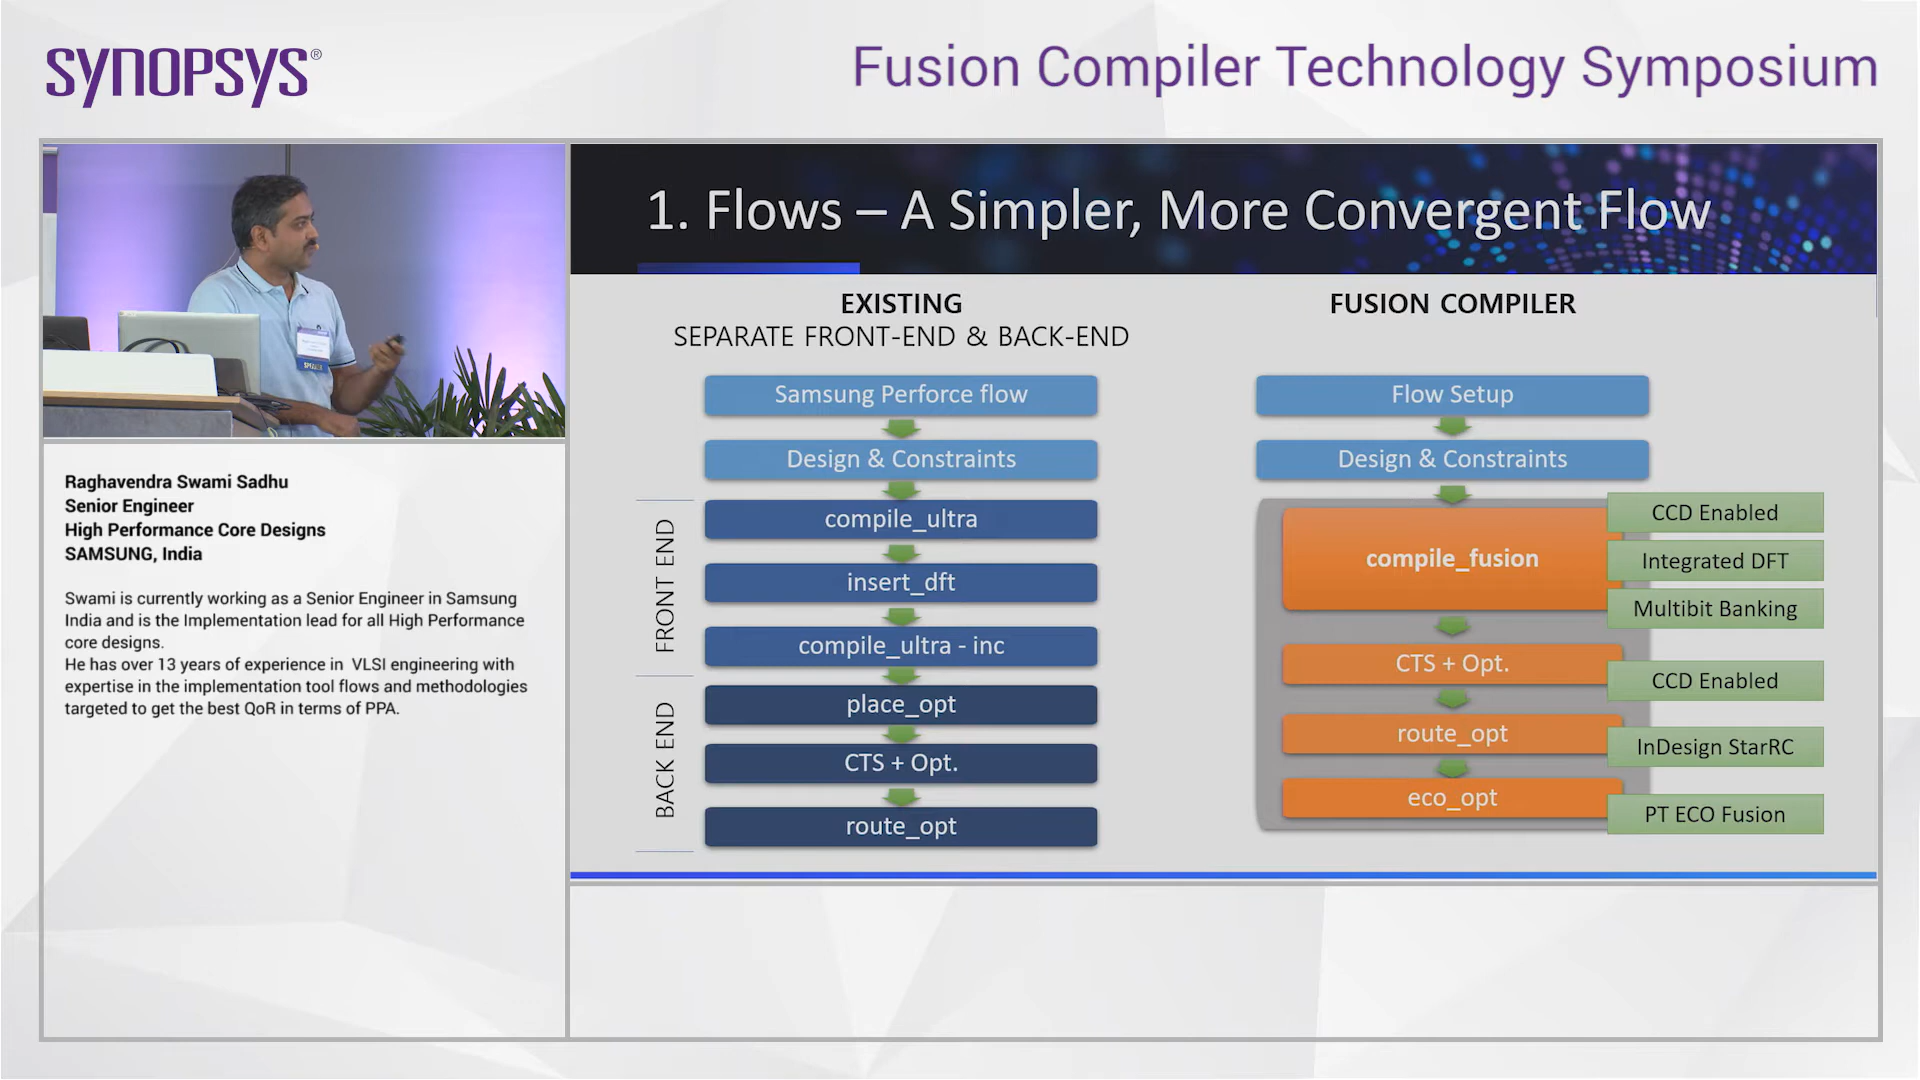 SYNOPSYS®
Fusion Compiler Technology Symposium
1. Flows – A Simpler, More Convergent Flow
EXISTING
SEPARATE FRONT-END & BACK-END
Samsung Perforce flow
Design & Constraints
FRONT END
compile_ultra
insert_dft
compile_ultra - inc
BACK END
place_opt
CTS + Opt.
route_opt
FUSION COMPILER
Flow Setup
Design & Constraints
compile_fusion
CCD Enabled
Integrated DFT
Multibit Banking
CTS + Opt.
CCD Enabled
route_opt
InDesign StarRC
eco_opt
PT ECO Fusion
Raghavendra Swami Sadhu
Senior Engineer
High Performance Core Designs
SAMSUNG, India
Swami is currently working as a Senior Engineer in Samsung
India and is the Implementation lead for all High Performance
core designs.
He has over 13 years of experience in VLSI engineering with
expertise in the implementation tool flows and methodologies
targeted to get the best QoR in terms of PPA.